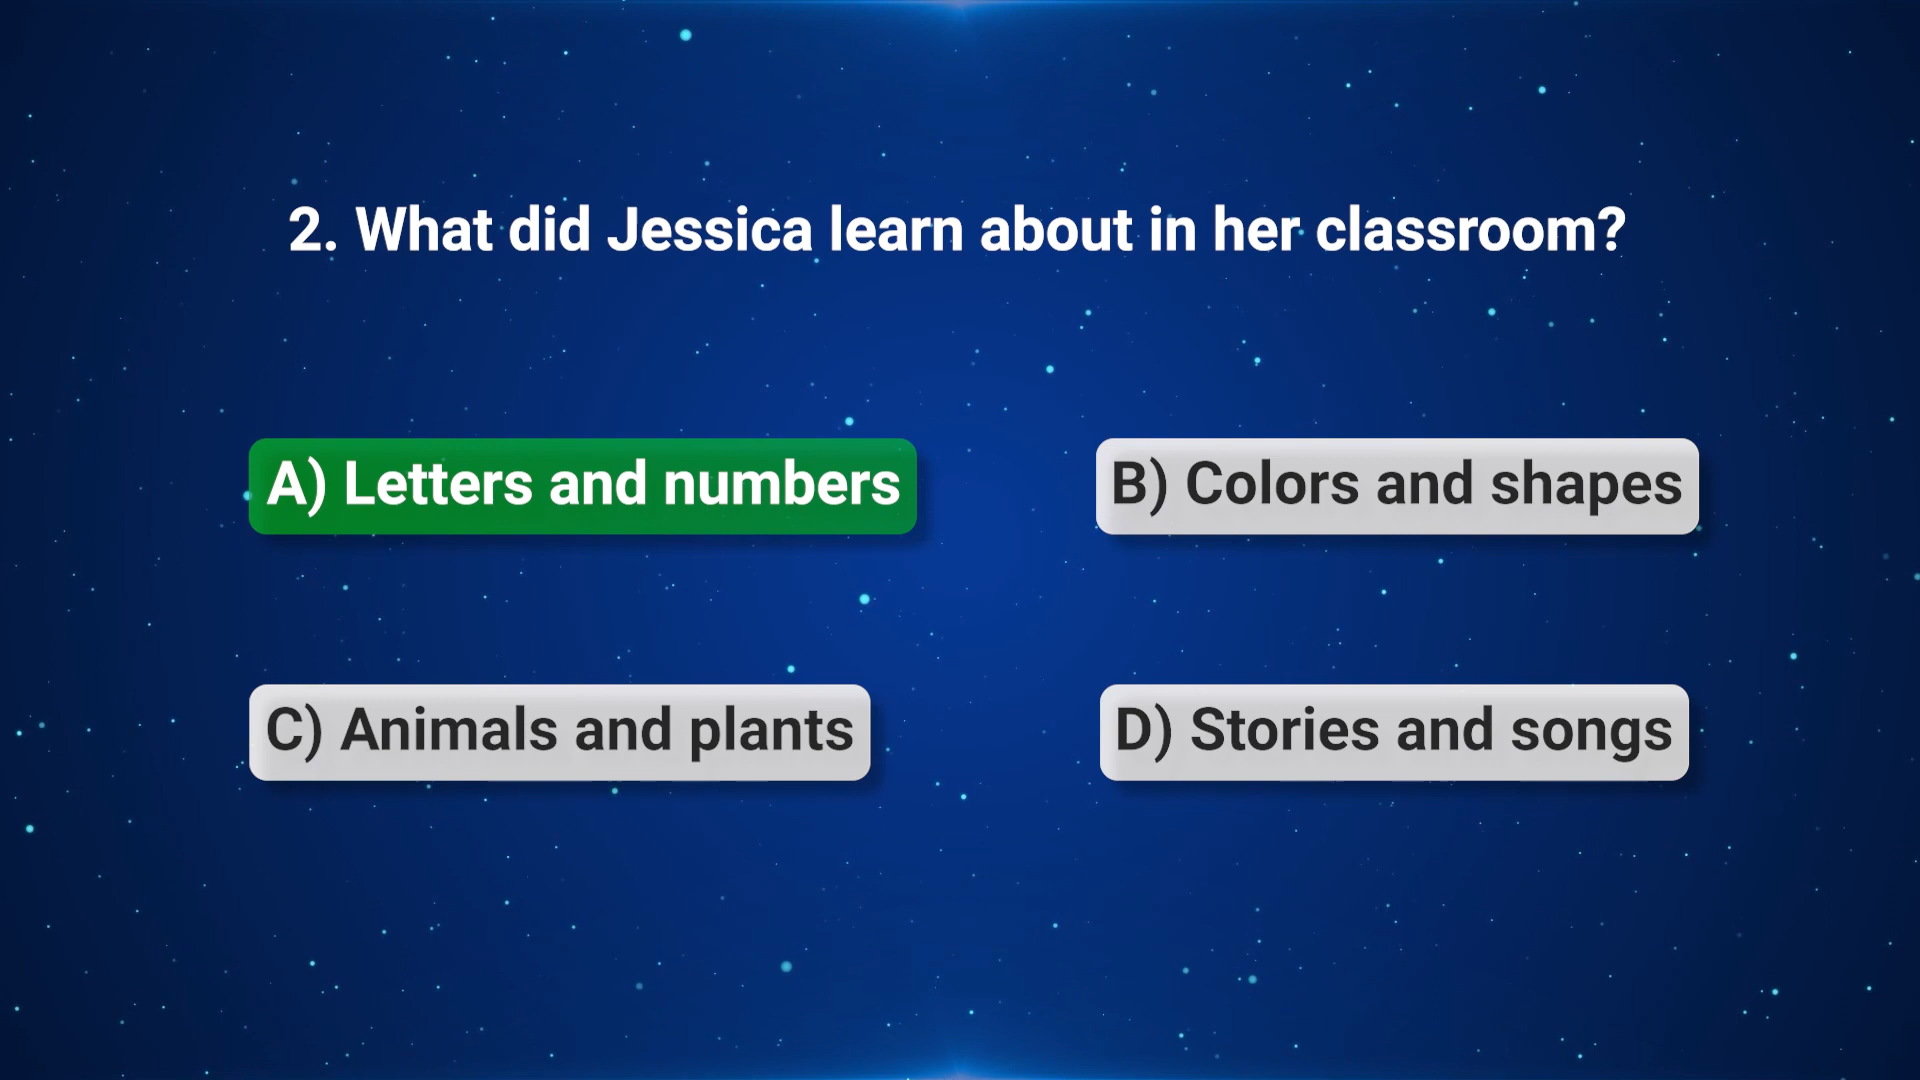 2. What did Jessica learn about in her classroom?
A) Letters and numbers
B) Colors and shapes
C) Animals and plants
D) Stories and songs